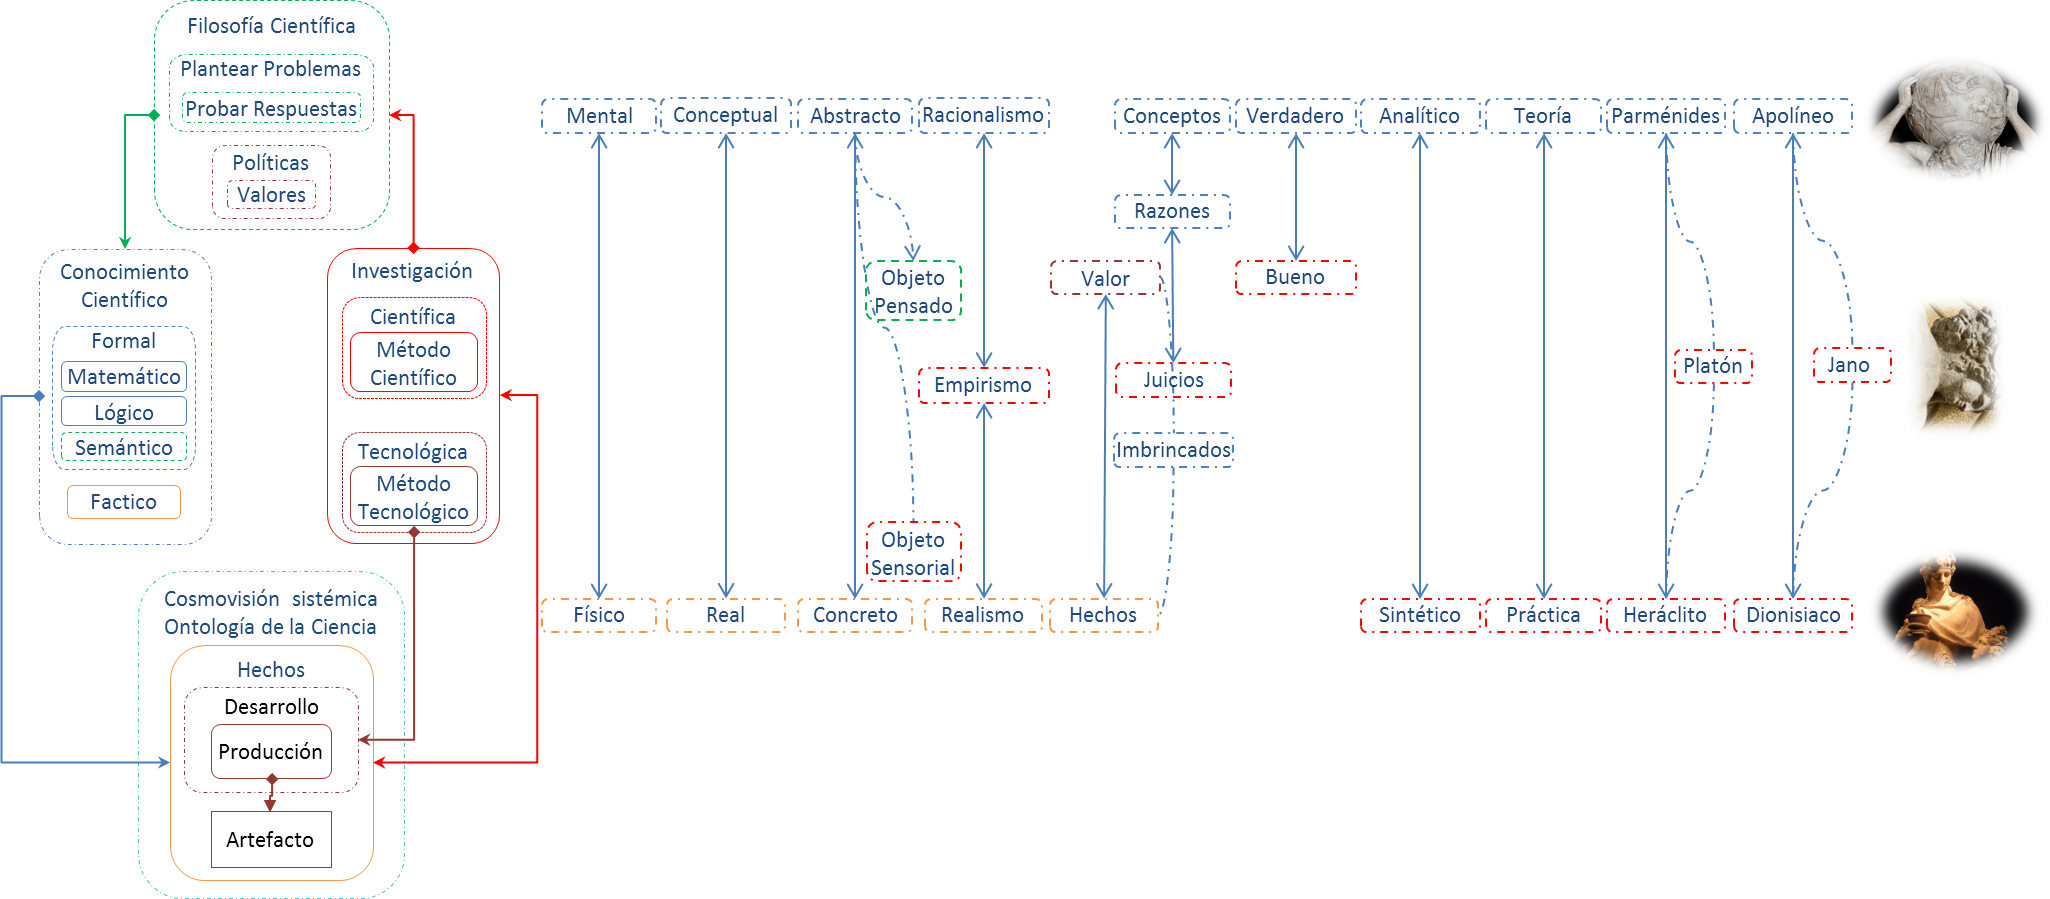 Filosofía Científica
Plantear Problemas
Probar Respuestas
Políticas
Valores
Conocimiento
Científico
Formal
Matemático
Lógico
Semántico
Factico
Investigación
Científica
Método
Científico
Tecnológica
Método
Tecnológico
Cosmovisión sistémica
Ontología de la Ciencia
Hechos
Desarrollo
Producción
Artefacto
Mental
Conceptual
Abstracto
Racionalismo
Conceptos
Verdadero
Analítico
Teoría
Parménides
Apolíneo
Razones
Objeto
Pensado
Valor
Bueno
Empirismo
Juicios
Platón
Jano
Imbrincados
Objeto
Sensorial
Físico
Real
Concreto
Realismo
Hechos
Sintético
Práctica
Heráclito
Dionisiaco